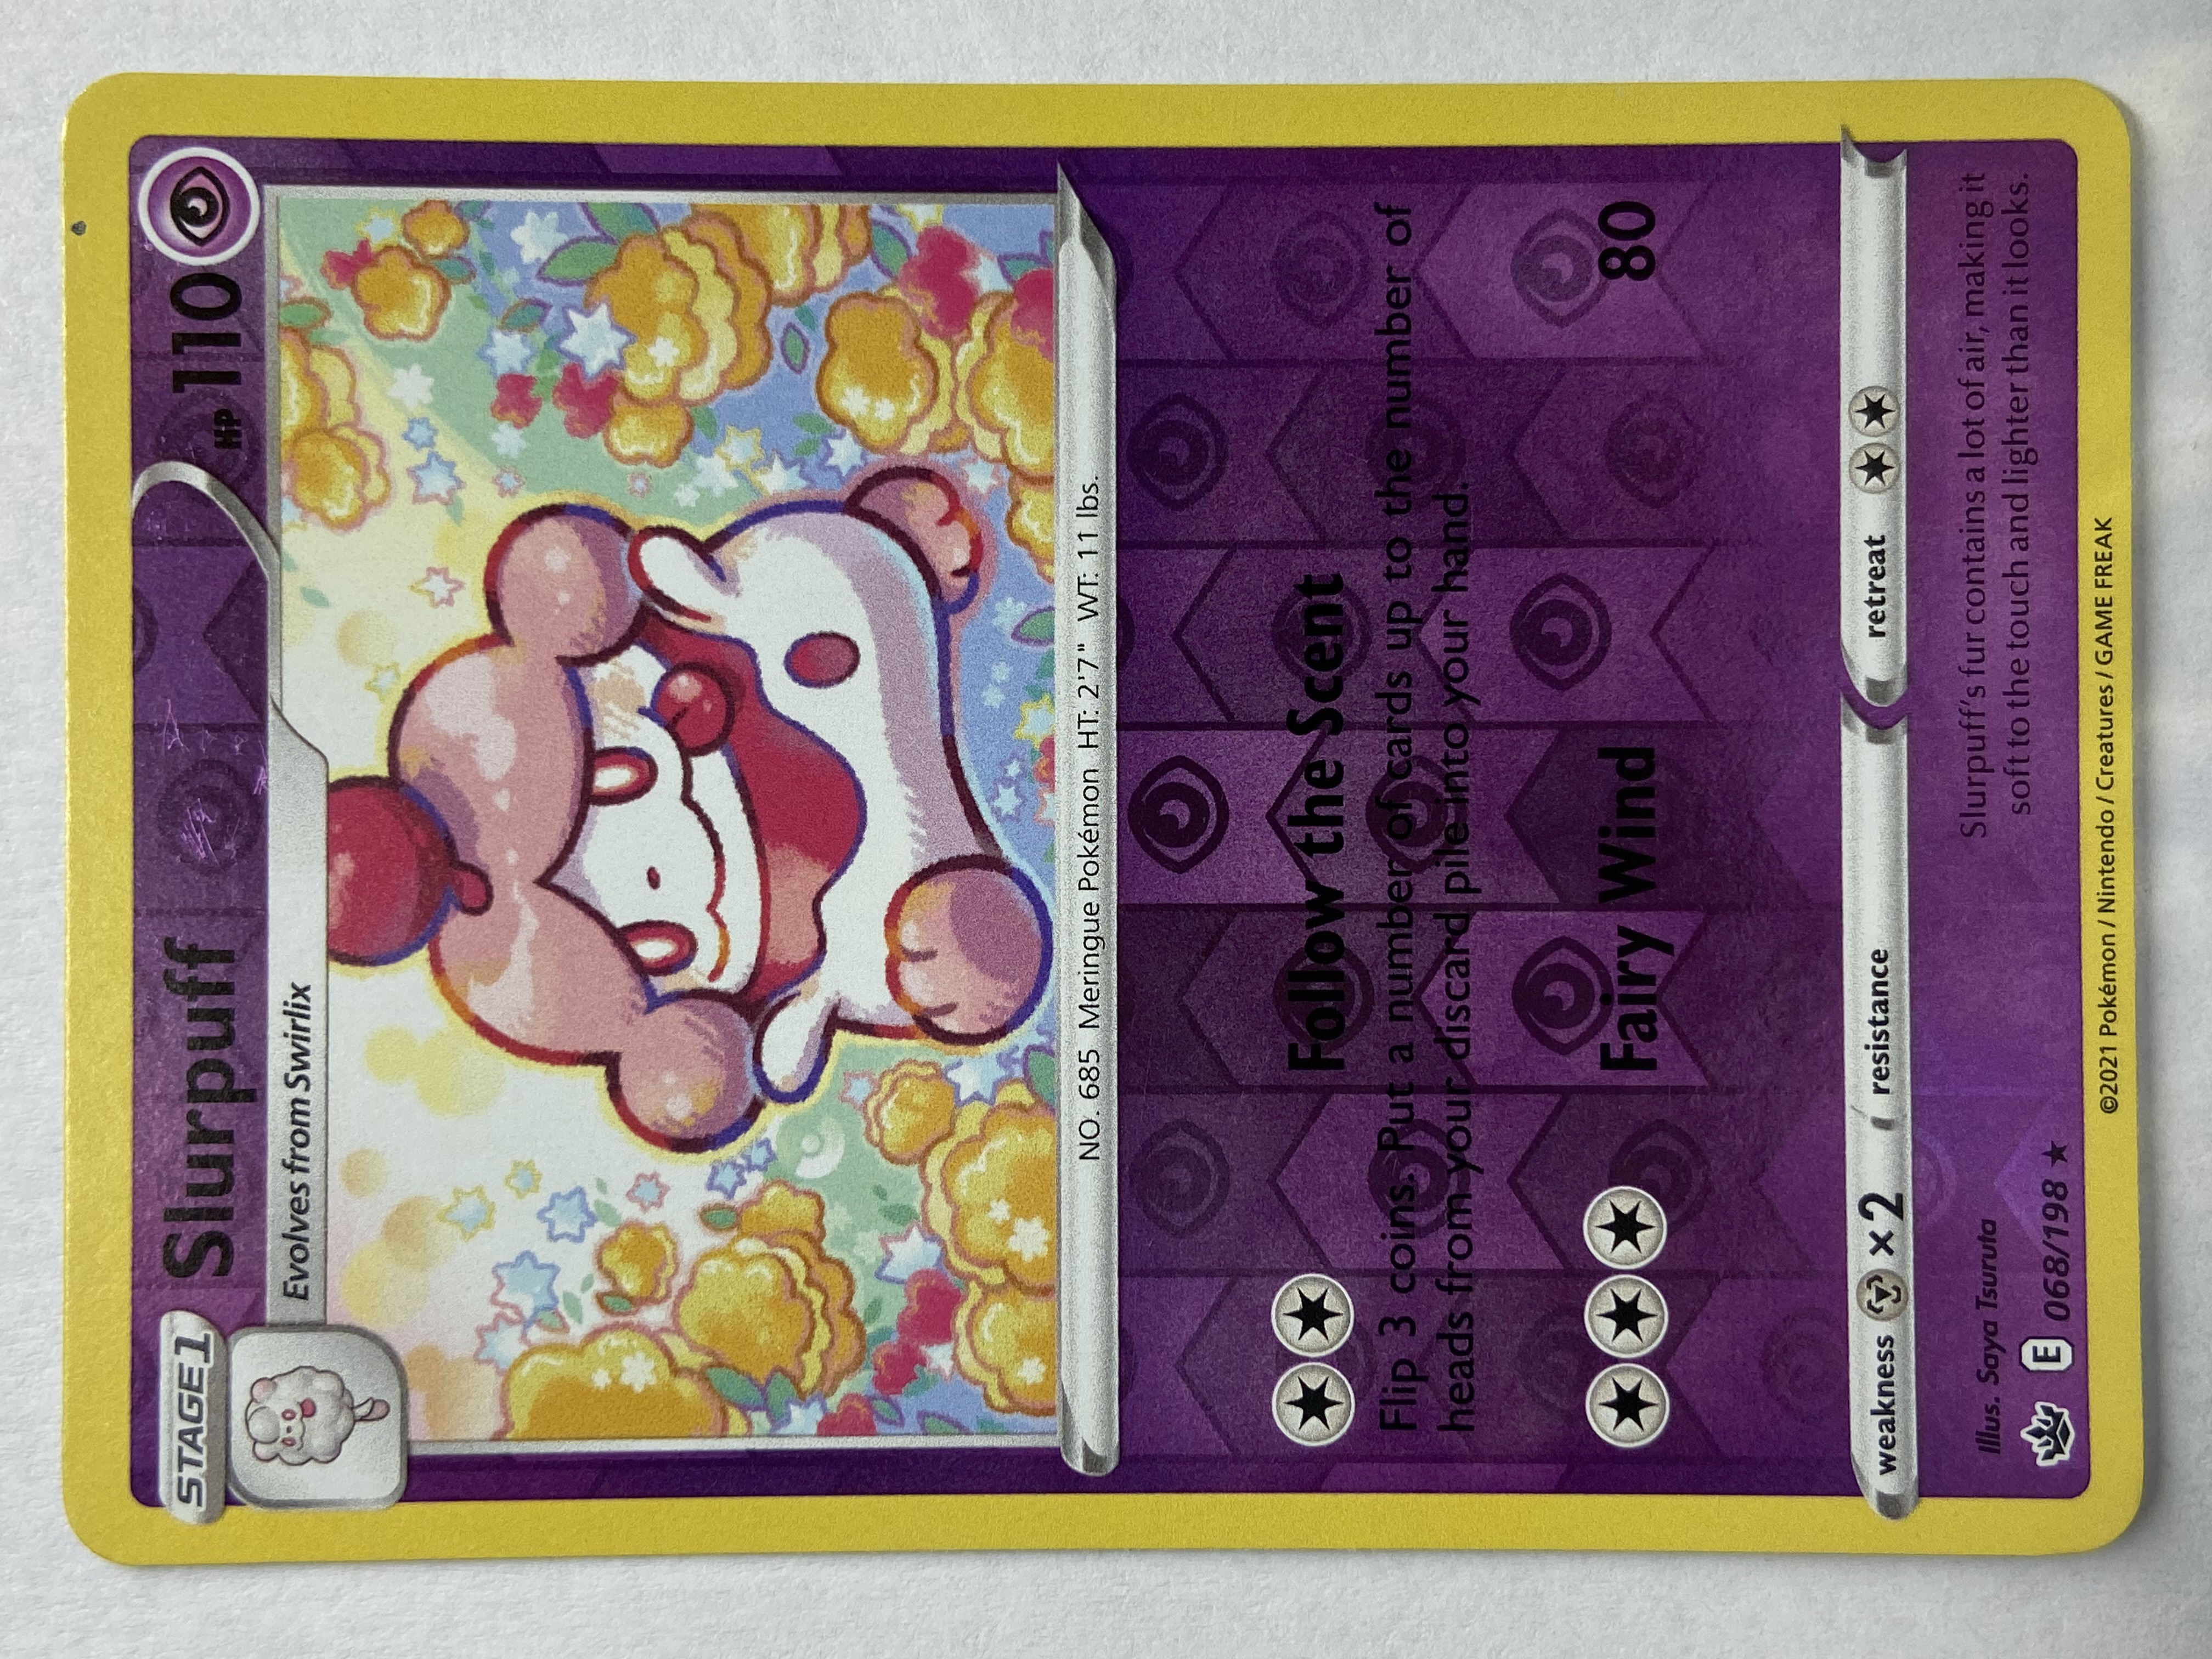 STAGE1
Slurpuff
HP 110
Evolves from Swirlix
NO. 685 Meringue Pokémon HT: 2'7" WT: 11 lbs.
Follow the Scent
Flip 3 coins. Put a number of cards up to the number of
heads from your discard pile into your hand.
Fairy Wind 80
weakness ×2 resistance retreat
Illus. Saya Tsuruta
Slurpuff's fur contains a lot of air, making it
soft to the touch and lighter than it looks.
E 068/198 ★
©2021 Pokémon / Nintendo / Creatures / GAME FREAK